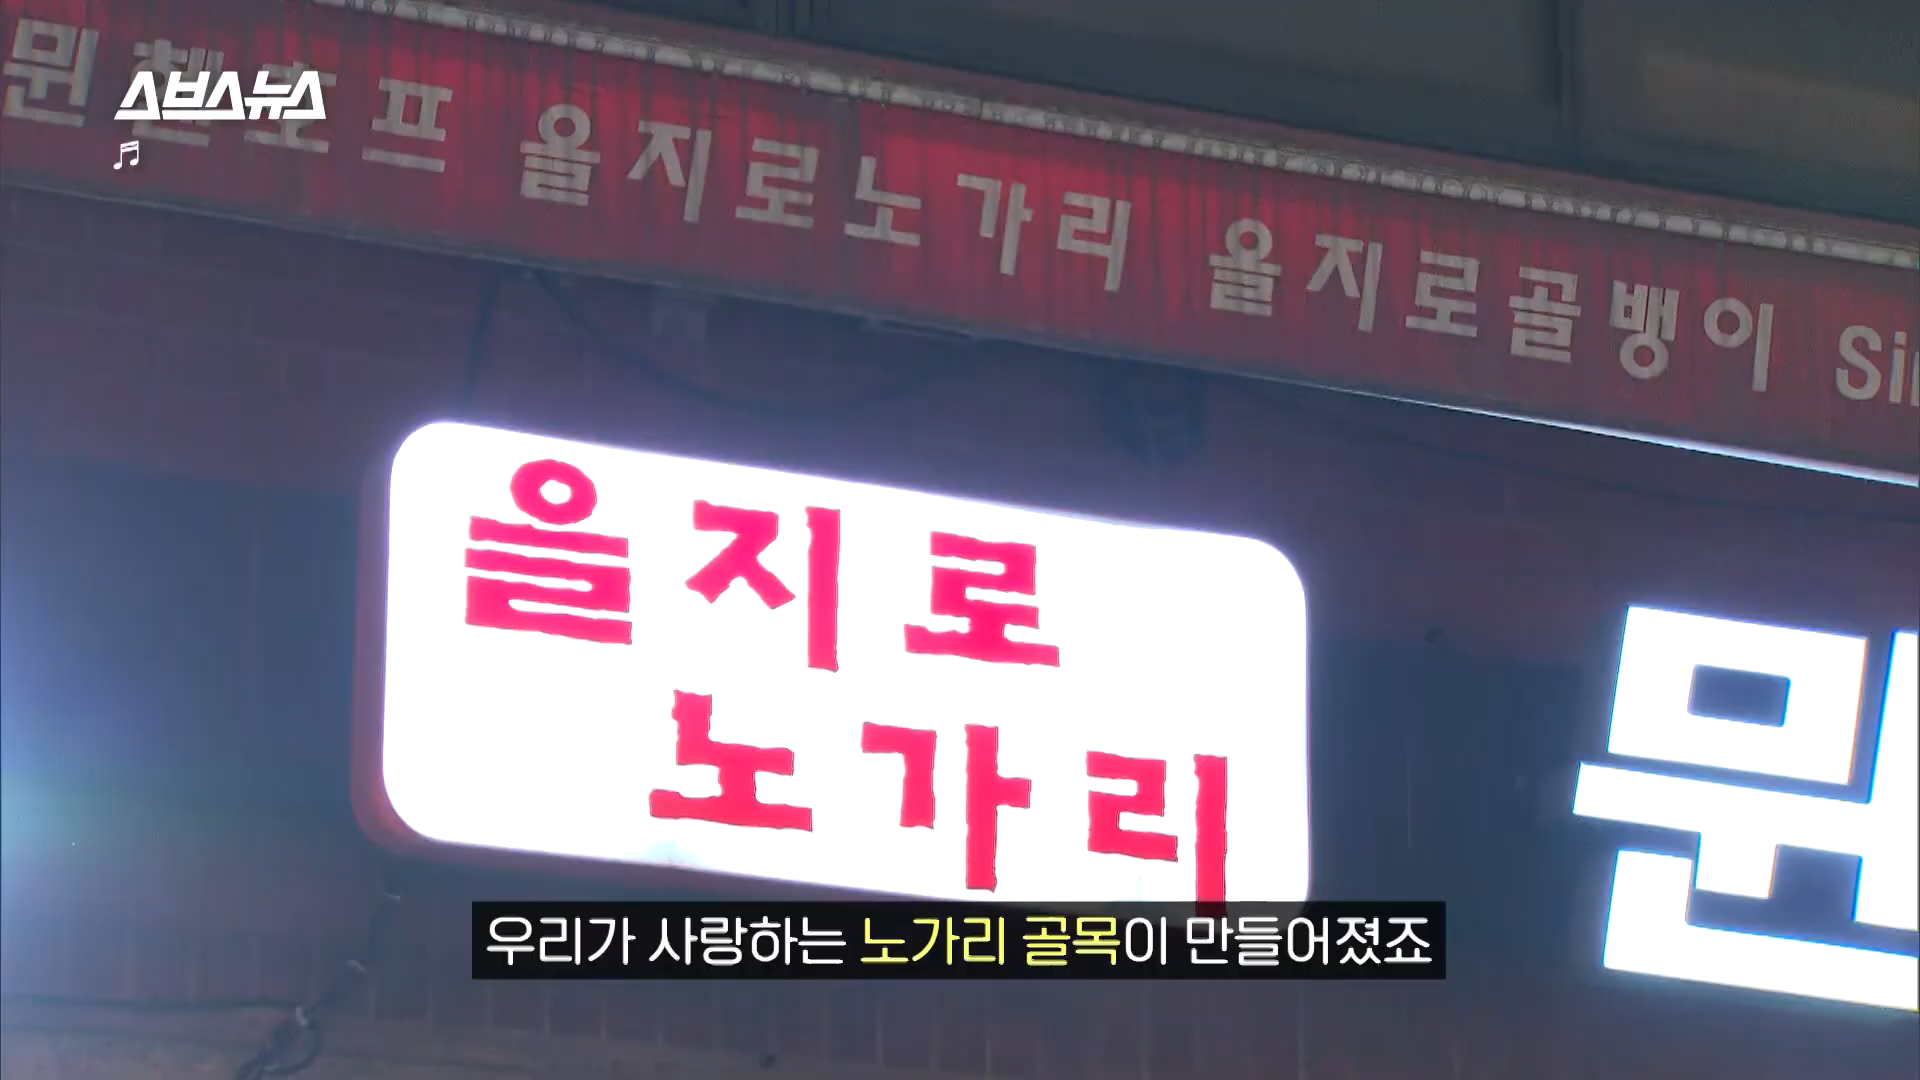 스브스뉴스
뮌헨호프 을지로노가리 을지로골뱅이 Sin
을지로
노가리
뮌
우리가 사랑하는 노가리 골목이 만들어졌죠